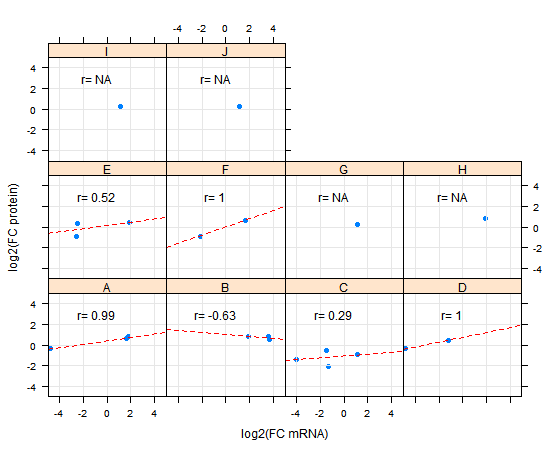 -4 -2 0 2 4
I J
4 2 0 -2 -4
r= NA r= NA
E F G H
r= 0.52 r= 1 r= NA r= NA
4 2 0 -2 -4
A B C D
4 2 0 -2 -4
r= 0.99 r= -0.63 r= 0.29 r= 1
-4 -2 0 2 4 -4 -2 0 2 4
log2(FC mRNA)
log2(FC protein)